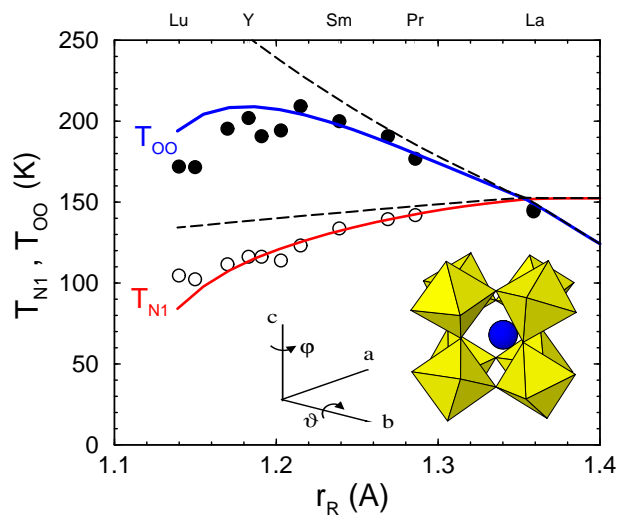 Lu Y Sm Pr La
250
200
150
100
50
0
T_N1 , T_OO (K)
T_OO
T_N1
c
φ
a
ϑ
b
1.1 1.2 1.3 1.4
r_R (A)